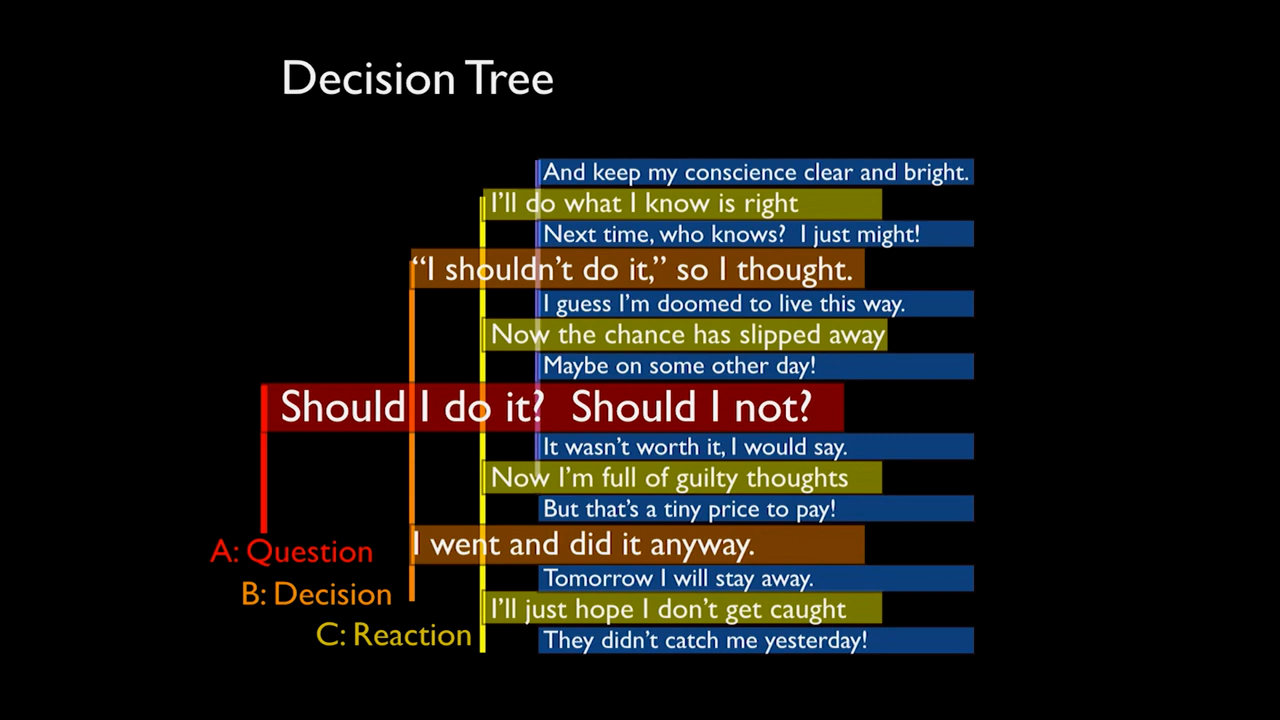 Decision Tree
And keep my conscience clear and bright.
I'll do what I know is right
Next time, who knows?  I just might!
“I shouldn't do it,” so I thought.
I guess I'm doomed to live this way.
Now the chance has slipped away
Maybe on some other day!
Should I do it?  Should I not?
It wasn't worth it, I would say.
Now I'm full of guilty thoughts
But that's a tiny price to pay!
I went and did it anyway.
A: Question
Tomorrow I will stay away.
B: Decision
I'll just hope I don't get caught
C: Reaction
They didn't catch me yesterday!